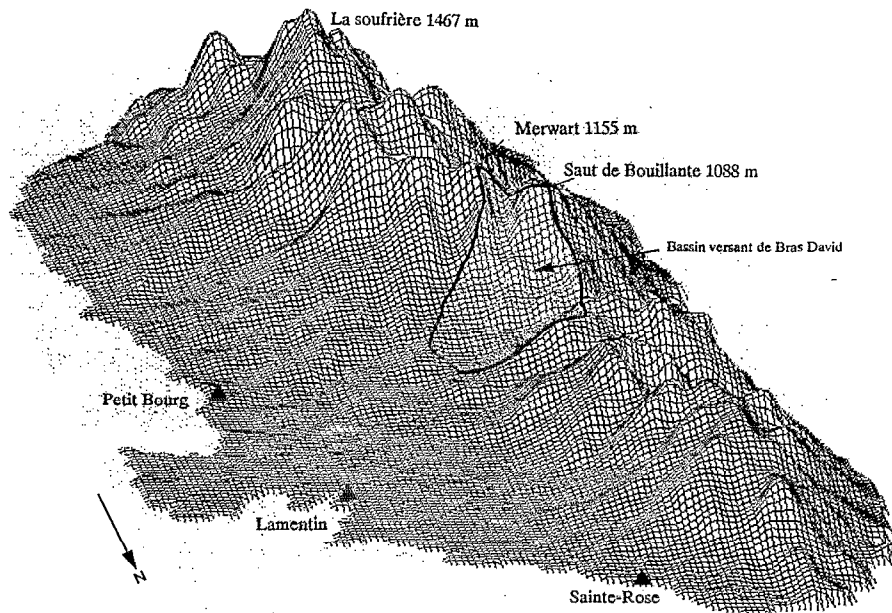 La soufrière 1467 m
Merwart 1155 m
Saut de Bouillante 1088 m
Bassin versant de Bras David
Petit Bourg
Lamentin
N
Sainte-Rose